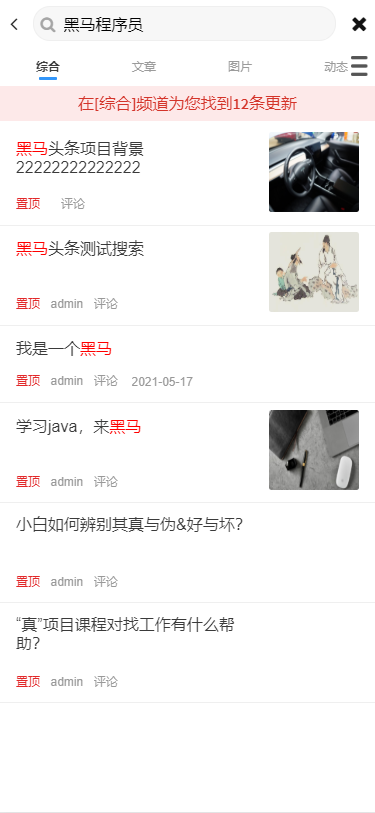 黑马程序员
综合 文章 图片 动态
在[综合]频道为您找到12条更新
黑马头条项目背景
22222222222222
置顶 评论
黑马头条测试搜索
置顶 admin 评论
我是一个黑马
置顶 admin 评论 2021-05-17
学习java，来黑马
置顶 admin 评论
小白如何辨别其真与伪&好与坏？
置顶 admin 评论
“真”项目课程对找工作有什么帮
助？
置顶 admin 评论